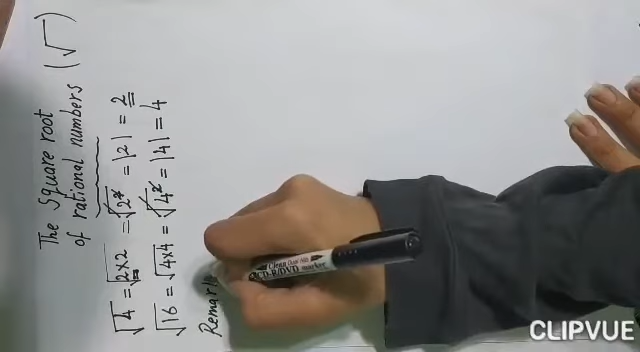 The Square root
of rational numbers (√‾)
√4 = √2×2 = √2² = |2| = 2
√16 = √4×4 = √4² = |4| = 4
Remark
CD-R/DVD marker
CLIPVUE